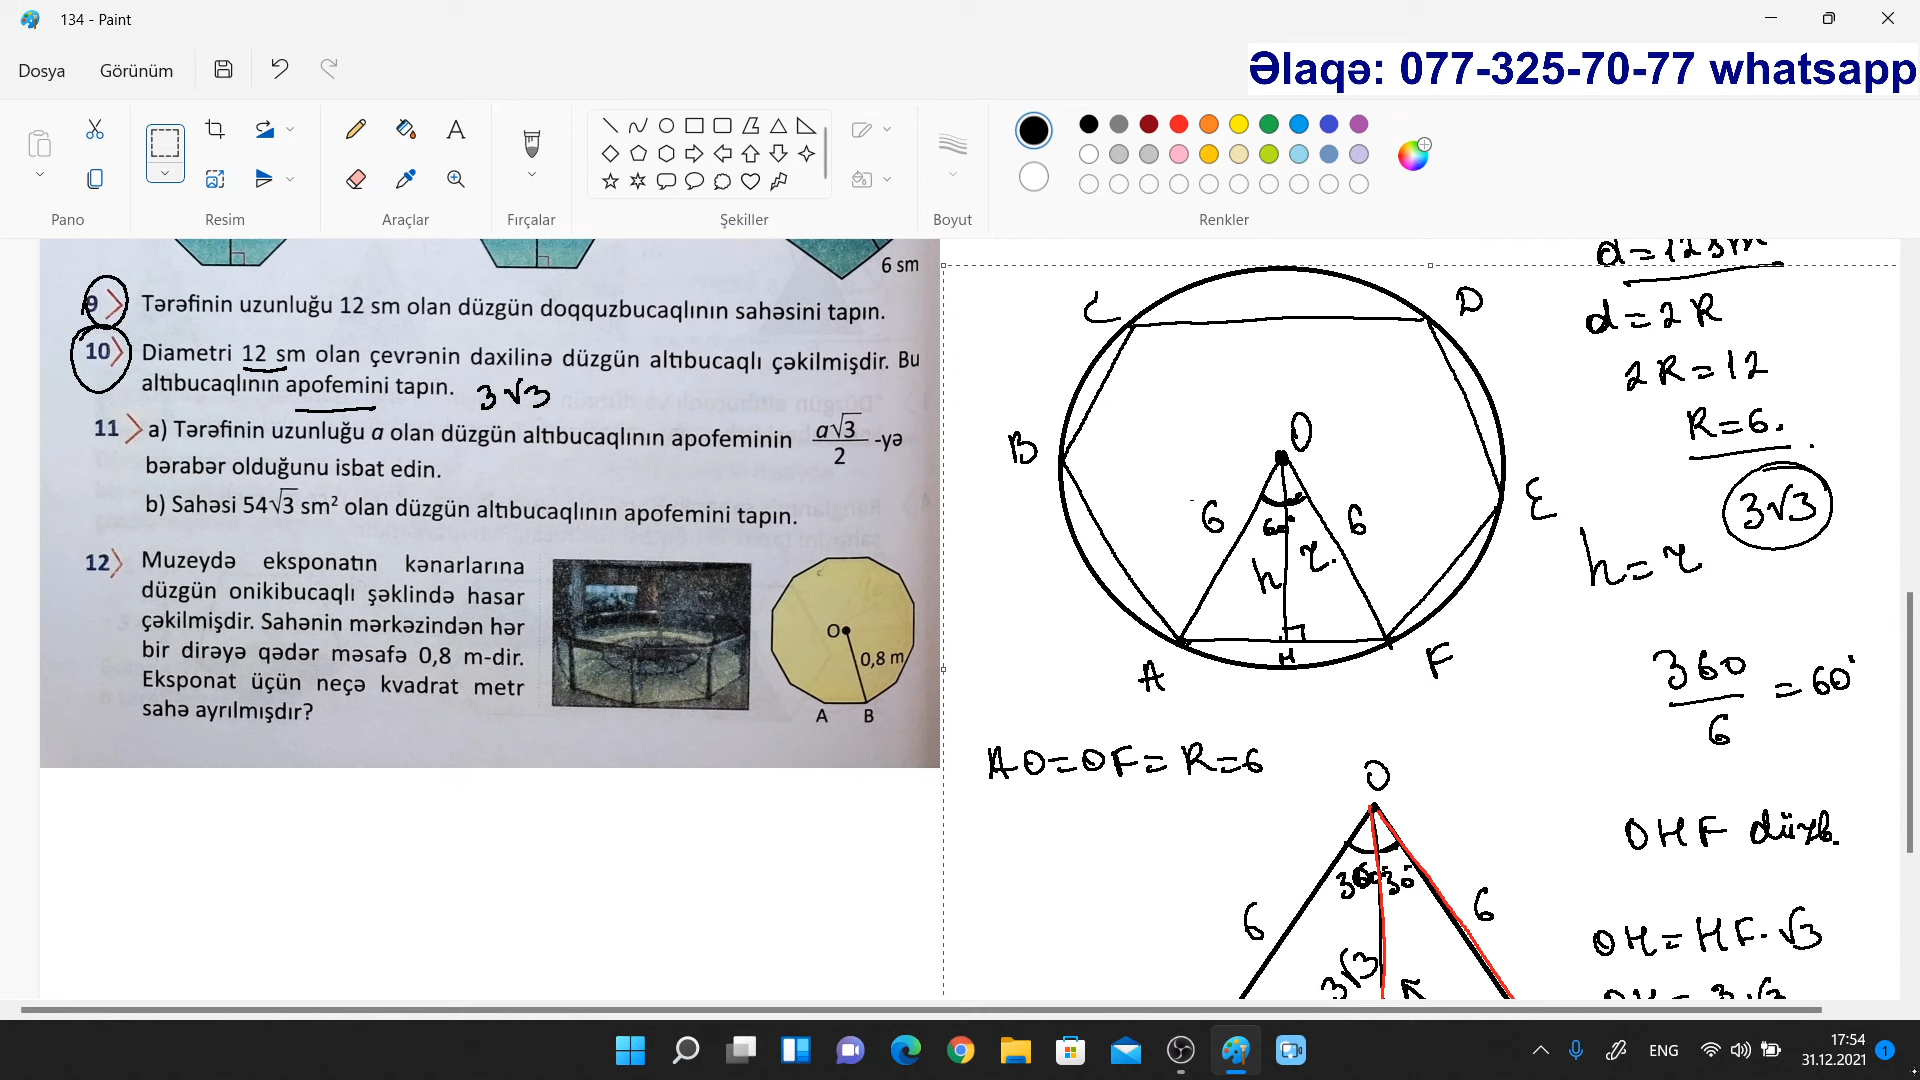 134 - Paint
Dosya
Görünüm
Əlaqə: 077-325-70-77 whatsapp
Pano
Resim
Araçlar
Fırçalar
Şekiller
Boyut
Renkler
6 sm
9 Tərəfinin uzunluğu 12 sm olan düzgün doqquzbucaqlının sahəsini tapın.
10 Diametri 12 sm olan çevrənin daxilinə düzgün altıbucaqlı çəkilmişdir. Bu
altıbucaqlının apofemini tapın. 3√3
11 a) Tərəfinin uzunluğu a olan düzgün altıbucaqlının apofeminin a√3/2 -yə
bərabər olduğunu isbat edin.
b) Sahəsi 54√3 sm² olan düzgün altıbucaqlının apofemini tapın.
12 Muzeydə eksponatın kənarlarına
düzgün onikibucaqlı şəklində hasar
çəkilmişdir. Sahənin mərkəzindən hər
bir dirəyə qədər məsafə 0,8 m-dir.
Eksponat üçün neçə kvadrat metr
sahə ayrılmışdır?
O
0,8 m
A B
C
D
B
O
E
6
60°
6
h
r.
H
A
F
d=12sm
d=2R
2R=12
R=6.
3√3
h=r
360/6 =60°
AO=OF=R=6
O
30°
6
6
3√3
OHF düzb.
OH=HF·√3
OH=3√3
ENG
17:54
31.12.2021
1